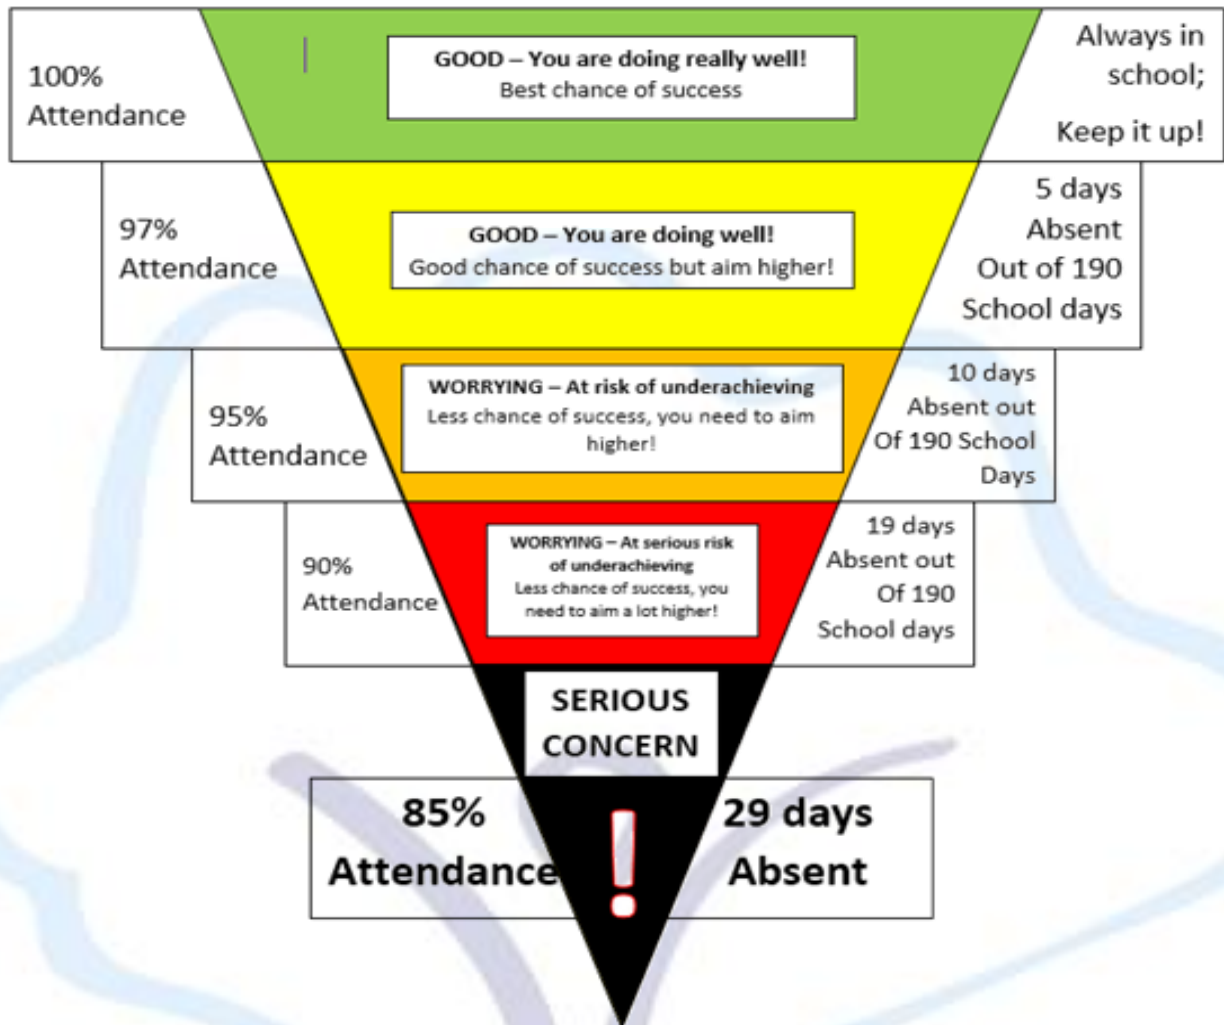 100%
Attendance
GOOD – You are doing really well!
Best chance of success
Always in
school;
Keep it up!
97%
Attendance
GOOD – You are doing well!
Good chance of success but aim higher!
5 days
Absent
Out of 190
School days
95%
Attendance
WORRYING – At risk of underachieving
Less chance of success, you need to aim
higher!
10 days
Absent out
Of 190 School
Days
90%
Attendance
WORRYING – At serious risk
of underachieving
Less chance of success, you
need to aim a lot higher!
19 days
Absent out
Of 190
School days
SERIOUS
CONCERN
85%
Attendance
!
29 days
Absent